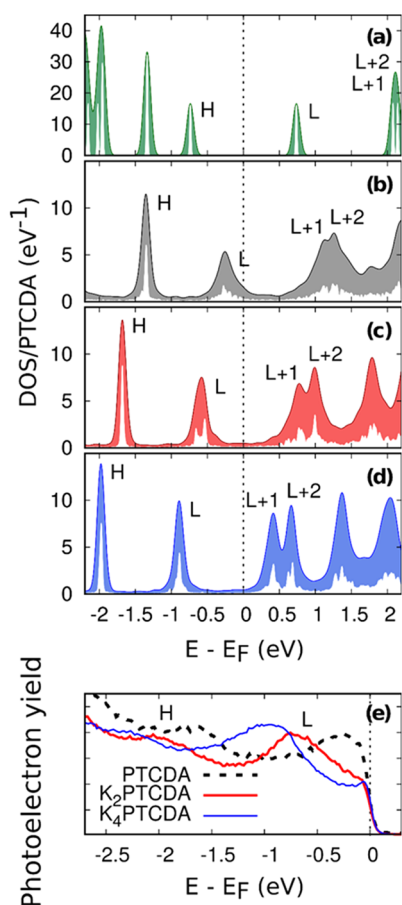 40
30
20
10
0
(a)
H
L
L+2
L+1
10
5
0
(b)
H
L
L+1
L+2
DOS/PTCDA (eV⁻¹)
10
5
0
(c)
H
L
L+1
L+2
10
5
0
(d)
H
L
L+1
L+2
-2 -1.5 -1 -0.5 0 0.5 1 1.5 2
E - E_F (eV)
Photoelectron yield
(e)
H
L
PTCDA
K₂PTCDA
K₄PTCDA
-2.5 -2 -1.5 -1 -0.5 0 0.3
E - E_F (eV)